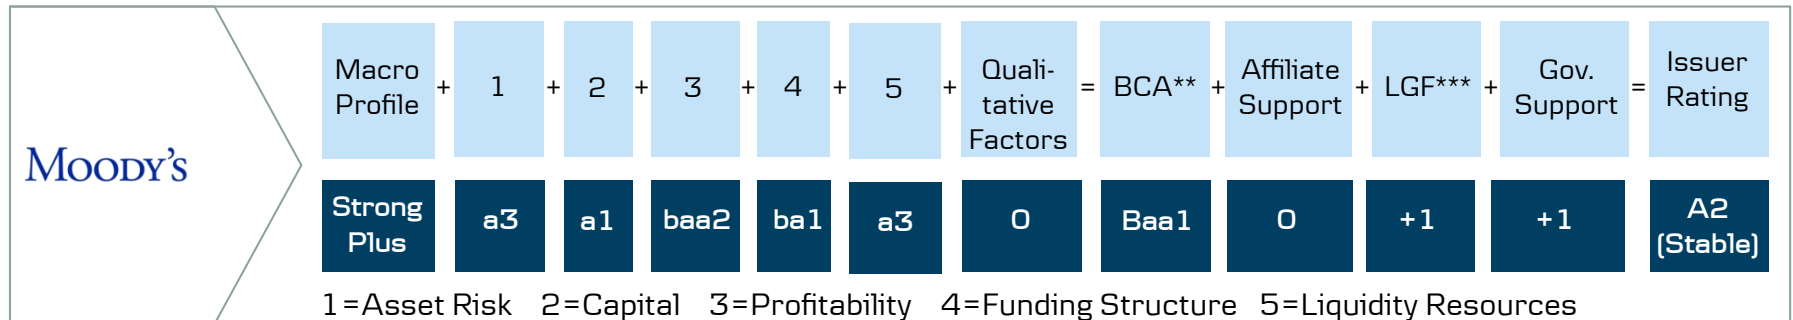 MOODY'S
Macro Profile + 1 + 2 + 3 + 4 + 5 + Quali-tative Factors = BCA** + Affiliate Support + LGF*** + Gov. Support = Issuer Rating
Strong Plus a3 a1 baa2 ba1 a3 0 Baa1 0 +1 +1 A2 (Stable)
1=Asset Risk 2=Capital 3=Profitability 4=Funding Structure 5=Liquidity Resources